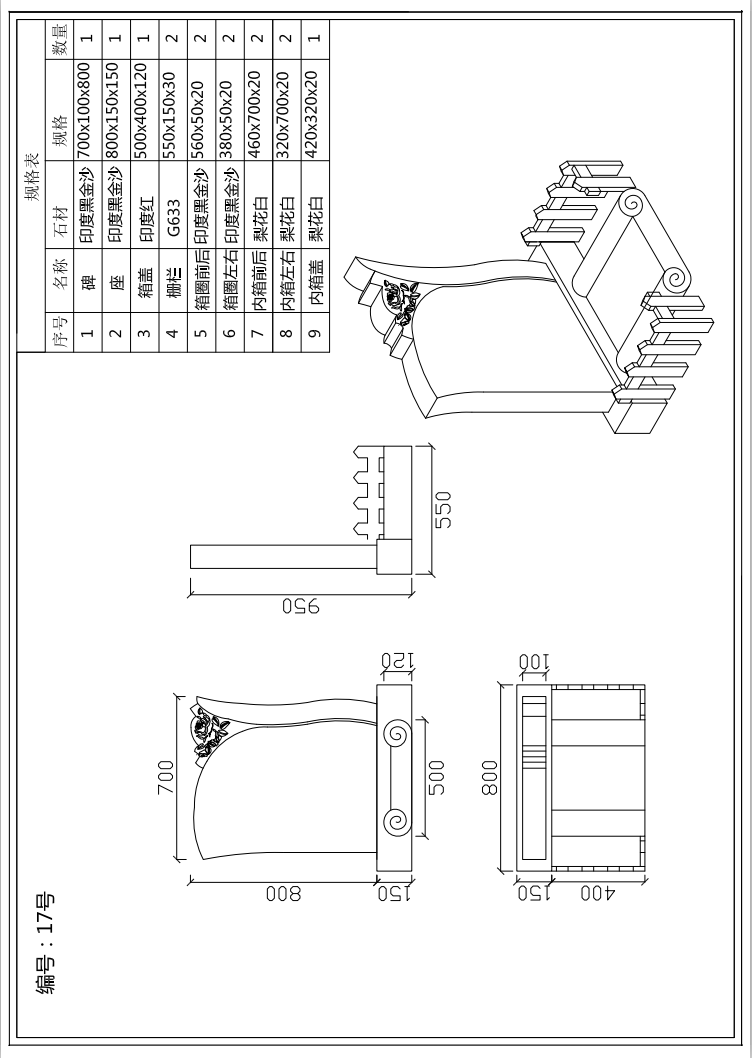 编号：17号
规格表
序号 名称 石材 规格 数量
1 碑 印度黑金沙 700x100x800 1
2 座 印度黑金沙 800x150x150 1
3 箱盖 印度红 500x400x120 1
4 栅栏 G633 550x150x30 2
5 箱圈前后 印度黑金沙 560x50x20 2
6 箱圈左右 印度黑金沙 380x50x20 2
7 内箱前后 梨花白 460x700x20 2
8 内箱左右 梨花白 320x700x20 2
9 内箱盖 梨花白 420x320x20 1
700
800
150
120
500
950
550
800
100
150
400